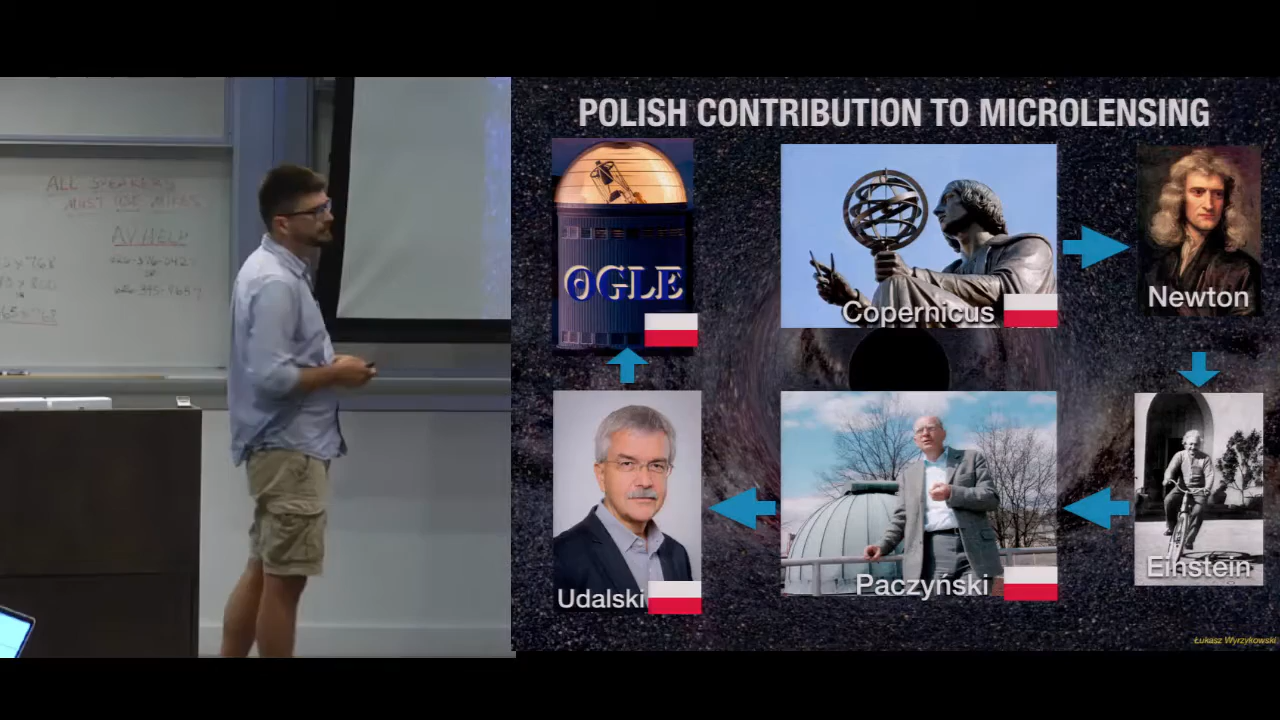 ALL SPEAKERS
MUST USE MIKES
AV HELP
POLISH CONTRIBUTION TO MICROLENSING
OGLE
Copernicus
Newton
Udalski
Paczyński
Einstein
Łukasz Wyrzykowski